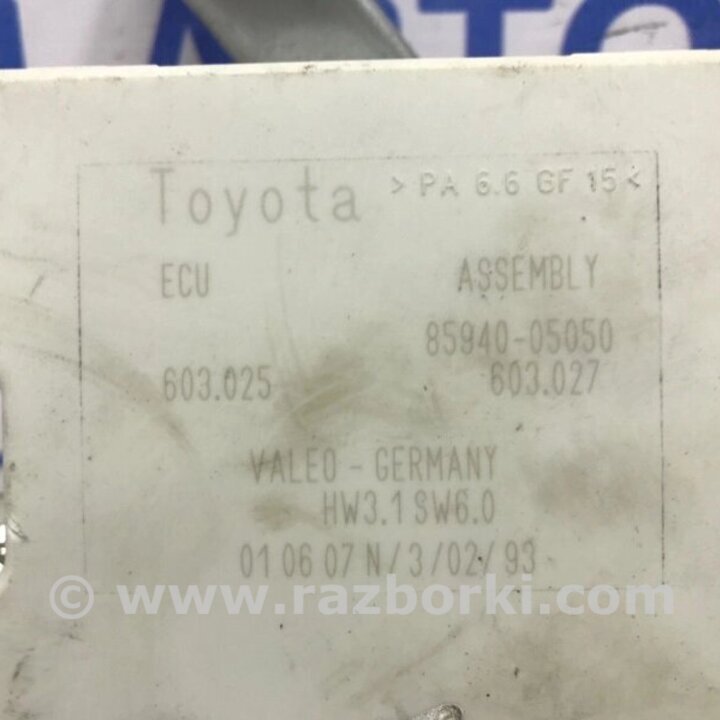 АВТО
Toyota >PA 6.6 GF 15<
ECU ASSEMBLY
85940-05050
603.025 603.027
VALEO - GERMANY
HW3.1 SW6.0
01 06 07 N/3/02/93
© www.razborki.com